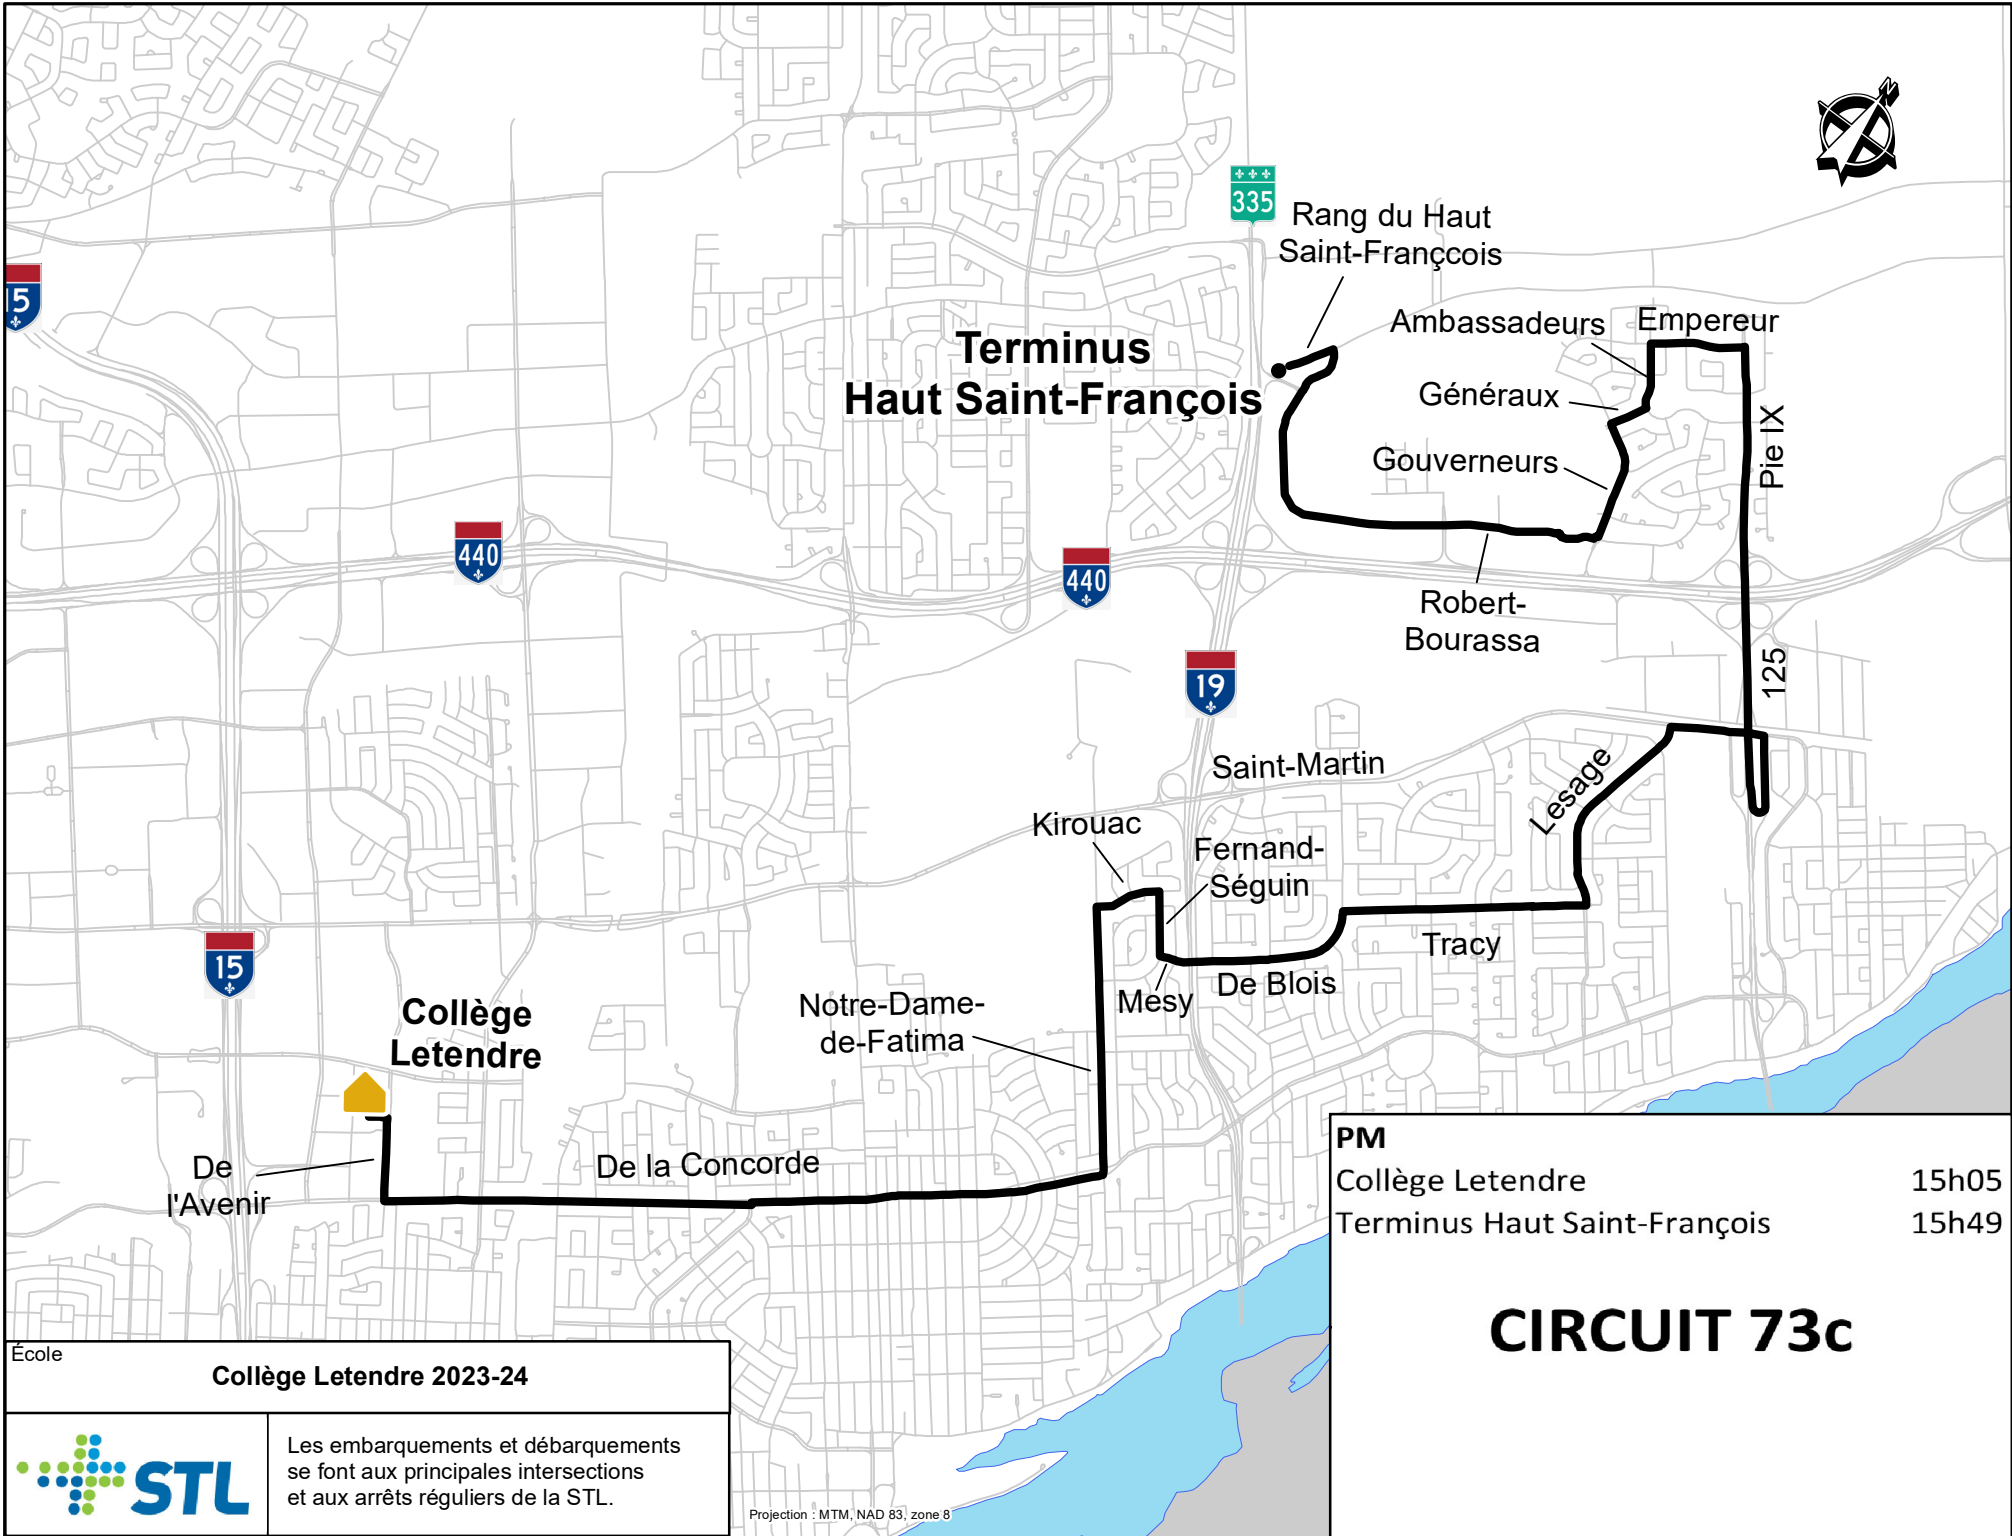 N
335
Rang du Haut
Saint-Françcois
15
Ambassadeurs
Empereur
Terminus
Haut Saint-François
Généraux
Pie IX
Gouverneurs
440
440
Robert-
Bourassa
125
19
Saint-Martin
Lesage
Kirouac
Fernand-
Séguin
Tracy
15
De Blois
Mesy
Collège
Letendre
Notre-Dame-
de-Fatima
De la Concorde
De
l'Avenir
PM
Collège Letendre 15h05
Terminus Haut Saint-François 15h49
CIRCUIT 73c
École
Collège Letendre 2023-24
STL
Les embarquements et débarquements
se font aux principales intersections
et aux arrêts réguliers de la STL.
Projection : MTM, NAD 83, zone 8